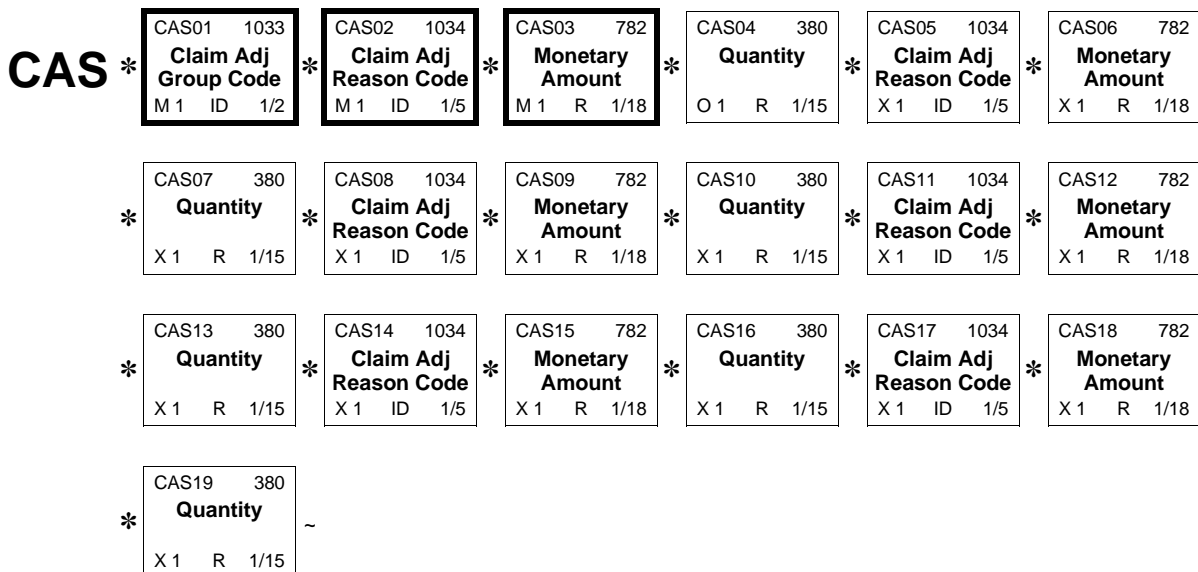 CAS * CAS01 1033 * CAS02 1034 * CAS03 782 * CAS04 380 * CAS05 1034 * CAS06 782
Claim Adj Claim Adj Monetary Quantity Claim Adj Monetary
Group Code Reason Code Amount Reason Code Amount
M 1 ID 1/2 M 1 ID 1/5 M 1 R 1/18 O 1 R 1/15 X 1 ID 1/5 X 1 R 1/18
* CAS07 380 * CAS08 1034 * CAS09 782 * CAS10 380 * CAS11 1034 * CAS12 782
Quantity Claim Adj Monetary Quantity Claim Adj Monetary
Reason Code Amount Reason Code Amount
X 1 R 1/15 X 1 ID 1/5 X 1 R 1/18 X 1 R 1/15 X 1 ID 1/5 X 1 R 1/18
* CAS13 380 * CAS14 1034 * CAS15 782 * CAS16 380 * CAS17 1034 * CAS18 782
Quantity Claim Adj Monetary Quantity Claim Adj Monetary
Reason Code Amount Reason Code Amount
X 1 R 1/15 X 1 ID 1/5 X 1 R 1/18 X 1 R 1/15 X 1 ID 1/5 X 1 R 1/18
* CAS19 380 ~
Quantity
X 1 R 1/15